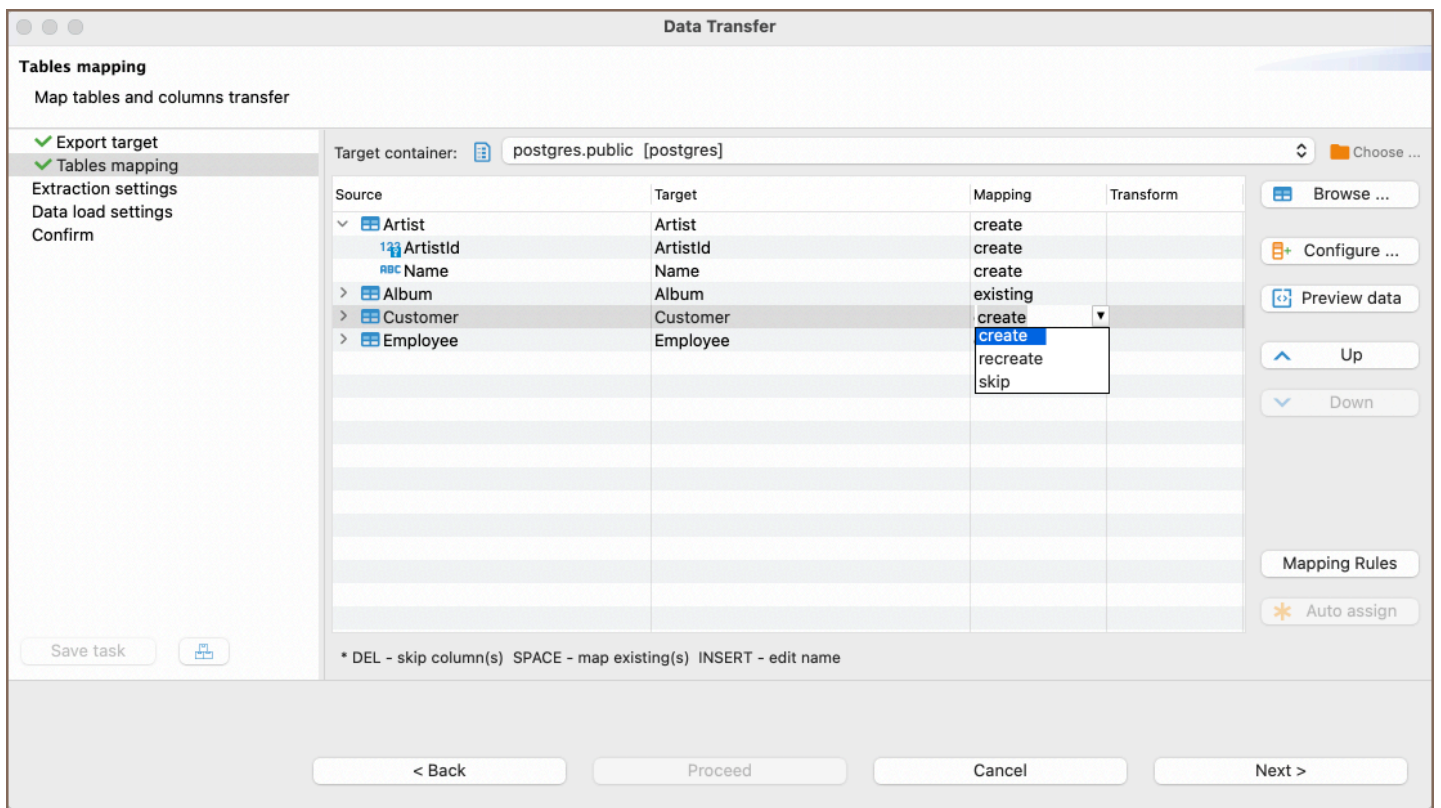 Data Transfer
Tables mapping
Map tables and columns transfer
Export target
Tables mapping
Extraction settings
Data load settings
Confirm
Target container: postgres.public [postgres] Choose ...
Source Target Mapping Transform
Artist Artist create
123 ArtistId ArtistId create
ABC Name Name create
Album Album existing
Customer Customer create
Employee Employee
create
recreate
skip
Browse ...
Configure ...
Preview data
Up
Down
Mapping Rules
Auto assign
Save task
* DEL - skip column(s) SPACE - map existing(s) INSERT - edit name
< Back Proceed Cancel Next >